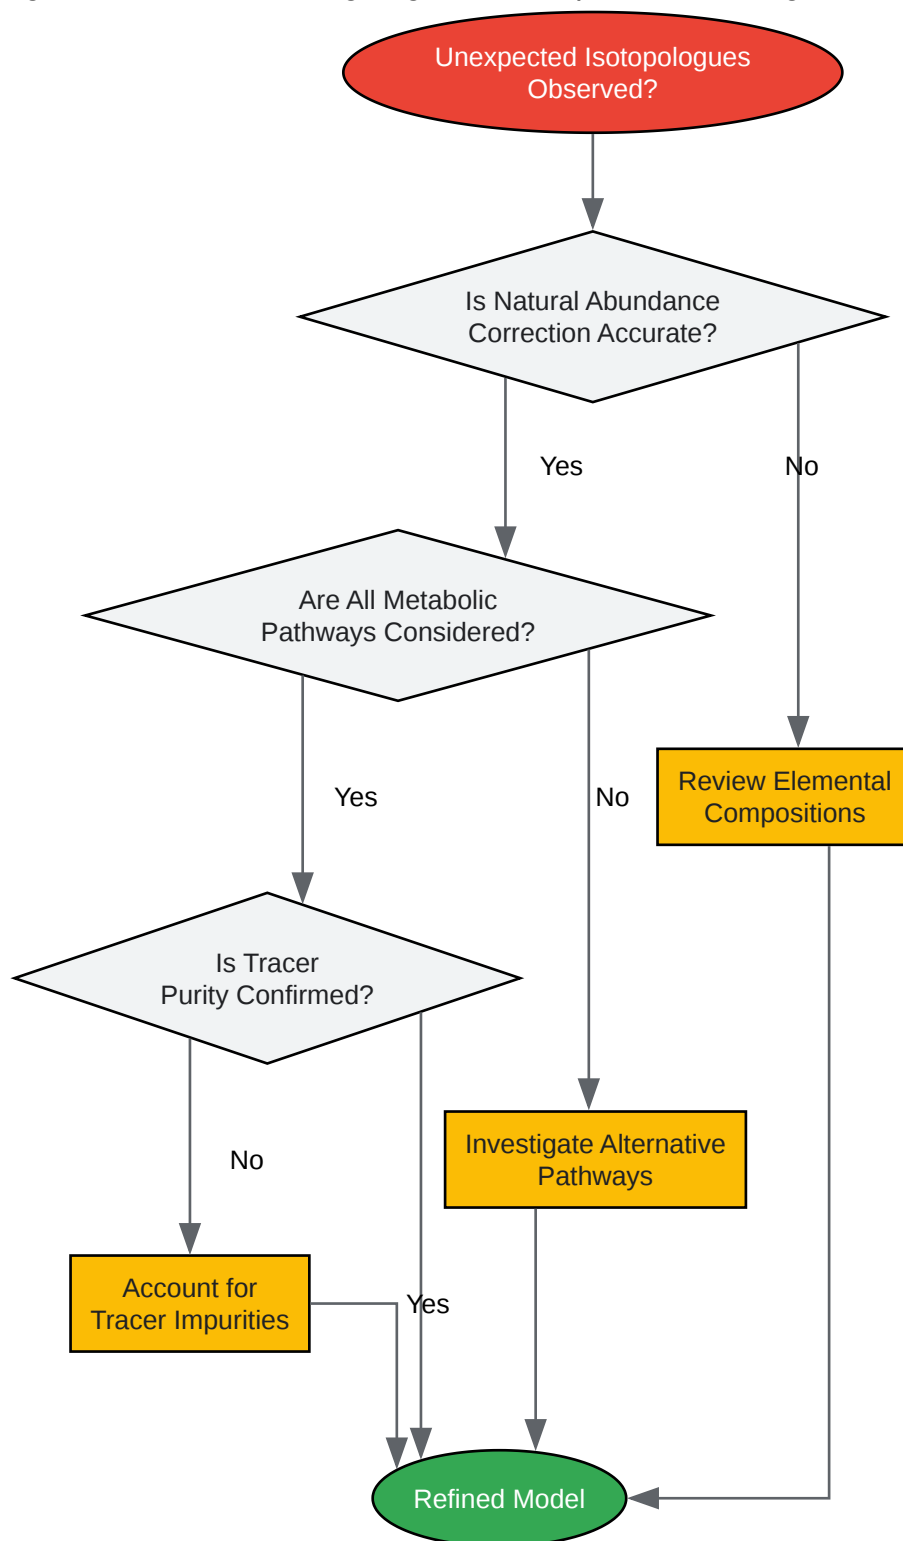 Unexpected Isotopologues
Observed?
Is Natural Abundance
Correction Accurate?
Yes
No
Are All Metabolic
Pathways Considered?
Review Elemental
Compositions
Yes
No
Is Tracer
Purity Confirmed?
Investigate Alternative
Pathways
No
Account for
Tracer Impurities
Yes
Refined Model